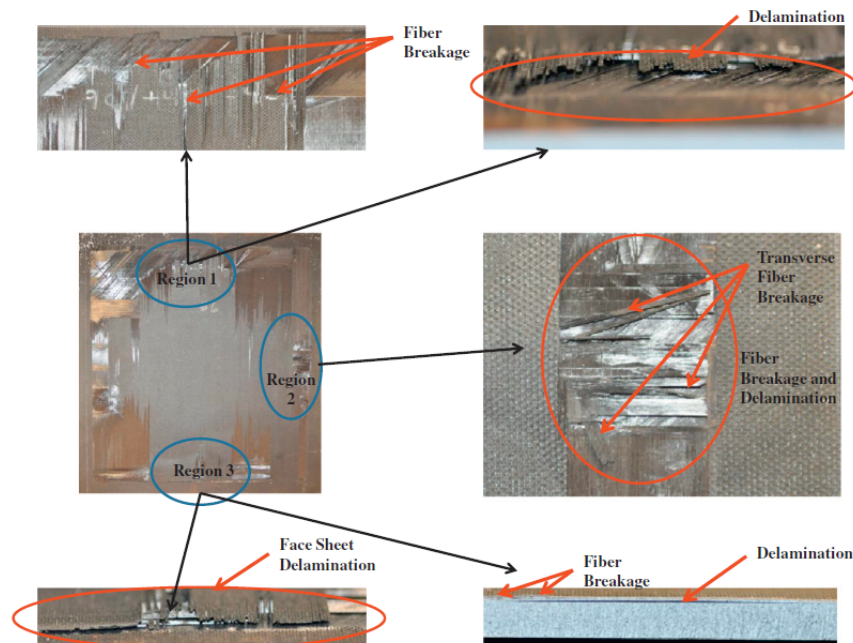 Fiber
Breakage
Delamination
Region 1
Region
2
Transverse
Fiber
Breakage
Fiber
Breakage and
Delamination
Region 3
Face Sheet
Delamination
Fiber
Breakage
Delamination